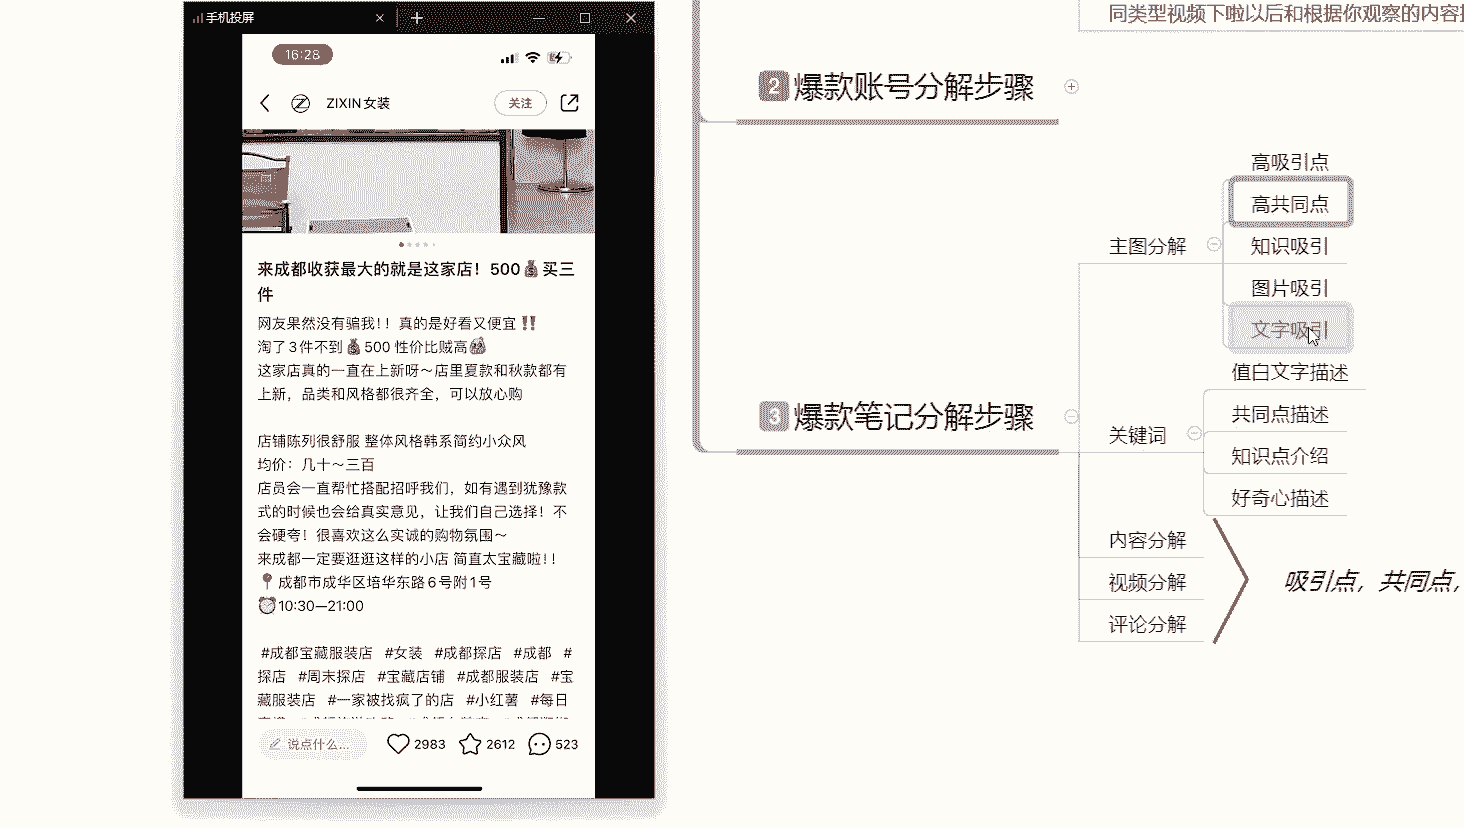 手机投屏
16:28
ZIXIN女装
关注
来成都收获最大的就是这家店！500💰买三
件
网友果然没有骗我！！真的是好看又便宜‼️
淘了3件不到💰500 性价比贼高
这家店真的一直在上新呀～店里夏款和秋款都有
上新，品类和风格都很齐全，可以放心购
店铺陈列很舒服 整体风格韩系简约小众风
均价：几十～三百
店员会一直帮忙搭配招呼我们，如有遇到犹豫款
式的时候也会给真实意见，让我们自己选择！不
会硬夸！很喜欢这么实诚的购物氛围～
来成都一定要逛逛这样的小店 简直太宝藏啦！！
📍成都市成华区培华东路6号附1号
⏰10:30—21:00
#成都宝藏服装店 #女装 #成都探店 #成都 #
探店 #周末探店 #宝藏店铺 #成都服装店 #宝
藏服装店 #一家被找疯了的店 #小红薯 #每日
说点什么...
2983
2612
523
同类型视频下啦以后和根据你观察的内容
2 爆款账号分解步骤
3 爆款笔记分解步骤
主图分解
高吸引点
高共同点
知识吸引
图片吸引
文字吸引
关键词
值白文字描述
共同点描述
知识点介绍
好奇心描述
内容分解
视频分解
评论分解
吸引点，共同点，